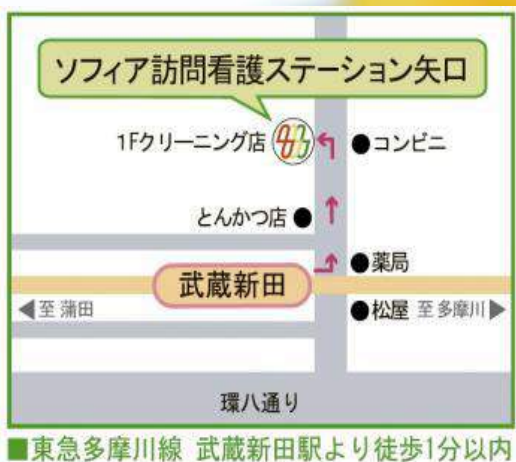 ソフィア訪問看護ステーション矢口
1Fクリーニング店
●コンビニ
とんかつ店●
●薬局
武蔵新田
◀至 蒲田
●松屋 至 多摩川▶
環八通り
■東急多摩川線 武蔵新田駅より徒歩1分以内